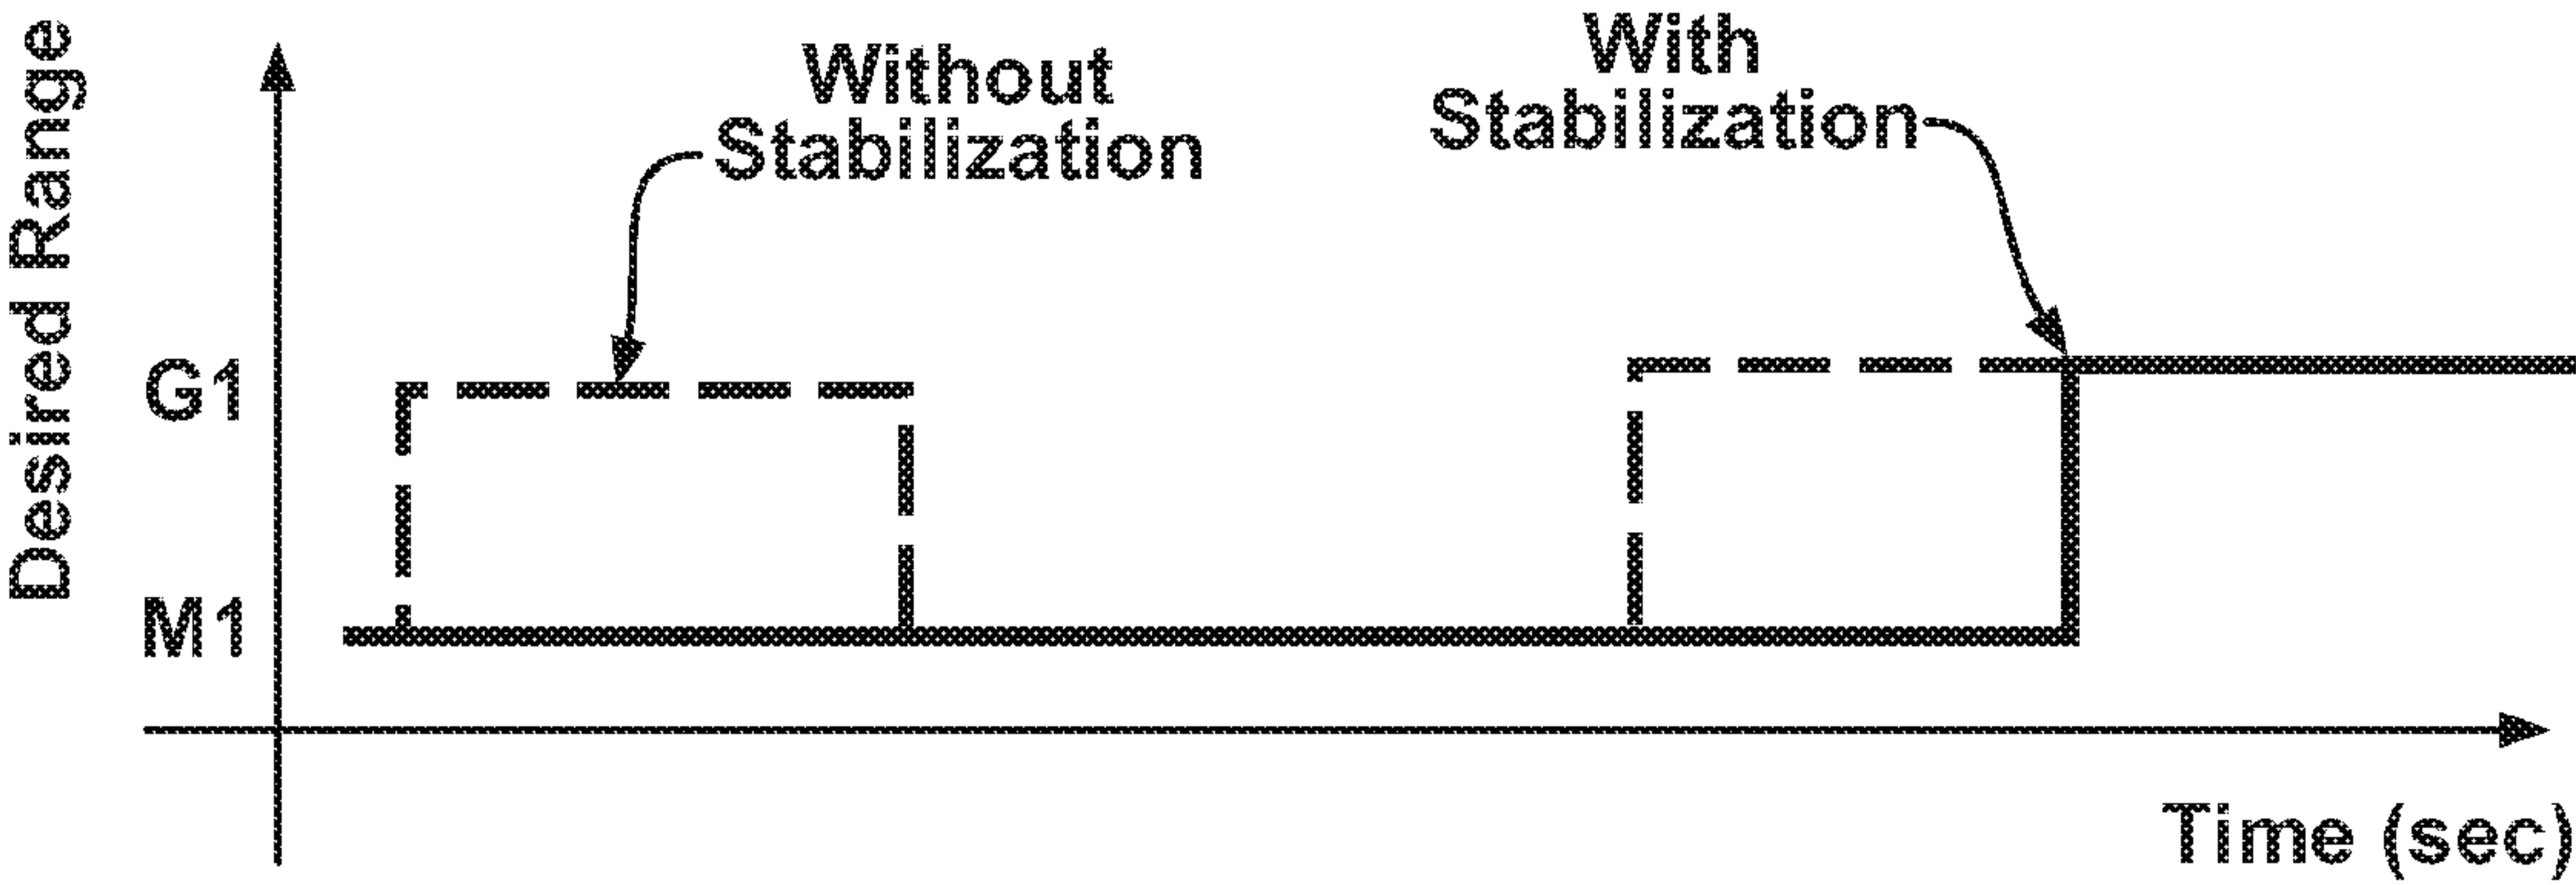 Desired Range
Without
Stabilization
With
Stabilization
G1
M1
Time (sec)